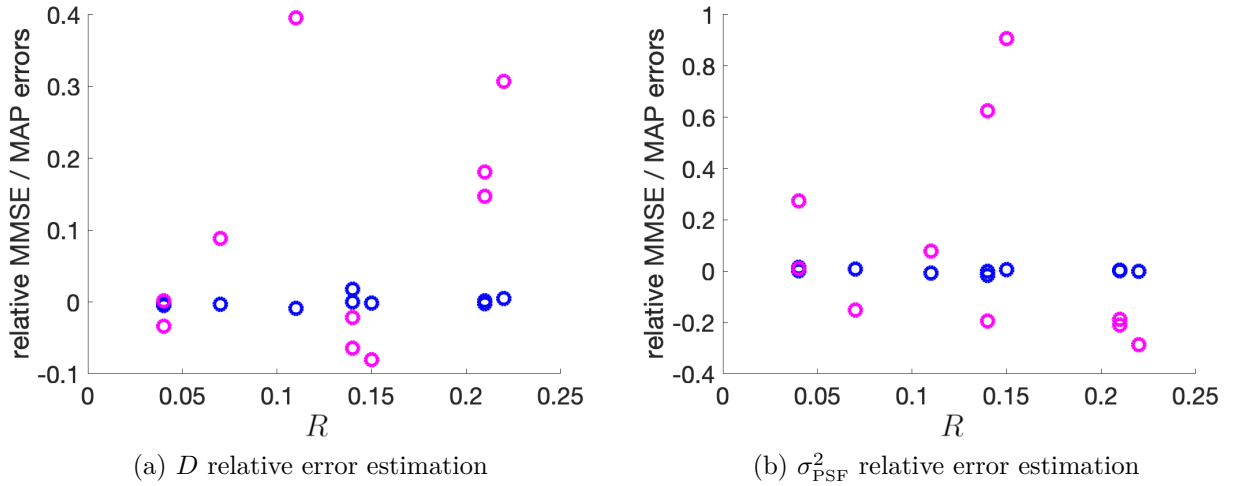 relative MMSE / MAP errors
0.4
0.3
0.2
0.1
0
-0.1
0 0.05 0.1 0.15 0.2 0.25
R
(a) D relative error estimation
relative MMSE / MAP errors
1
0.8
0.6
0.4
0.2
0
-0.2
-0.4
0 0.05 0.1 0.15 0.2 0.25
R
(b) σ²_PSF relative error estimation